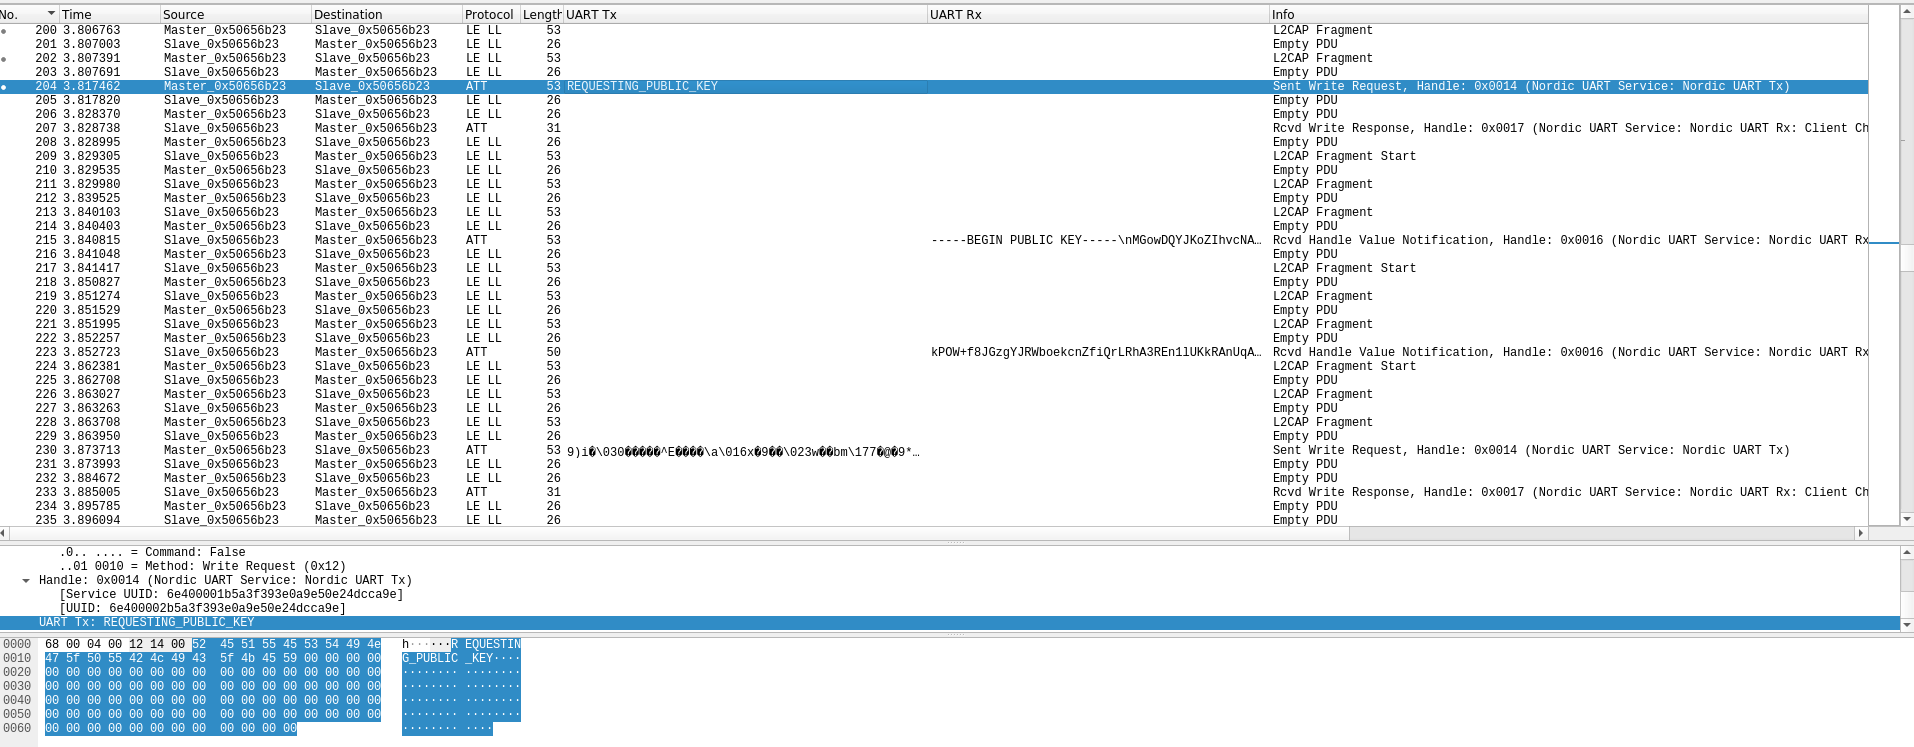 No. Time Source Destination Protocol Length UART Tx UART Rx Info
200 3.806763 Master_0x50656b23 Slave_0x50656b23 LE LL 53 L2CAP Fragment
201 3.807003 Slave_0x50656b23 Master_0x50656b23 LE LL 26 Empty PDU
202 3.807391 Master_0x50656b23 Slave_0x50656b23 LE LL 53 L2CAP Fragment
203 3.807691 Slave_0x50656b23 Master_0x50656b23 LE LL 26 Empty PDU
204 3.817462 Master_0x50656b23 Slave_0x50656b23 ATT 53 REQUESTING_PUBLIC_KEY Sent Write Request, Handle: 0x0014 (Nordic UART Service: Nordic UART Tx)
205 3.817820 Slave_0x50656b23 Master_0x50656b23 LE LL 26 Empty PDU
206 3.828370 Master_0x50656b23 Slave_0x50656b23 LE LL 26 Empty PDU
207 3.828738 Slave_0x50656b23 Master_0x50656b23 ATT 31 Rcvd Write Response, Handle: 0x0017 (Nordic UART Service: Nordic UART Rx: Client Ch
208 3.828995 Master_0x50656b23 Slave_0x50656b23 LE LL 26 Empty PDU
209 3.829305 Slave_0x50656b23 Master_0x50656b23 LE LL 53 L2CAP Fragment Start
210 3.829535 Master_0x50656b23 Slave_0x50656b23 LE LL 26 Empty PDU
211 3.829980 Slave_0x50656b23 Master_0x50656b23 LE LL 53 L2CAP Fragment
212 3.839525 Master_0x50656b23 Slave_0x50656b23 LE LL 26 Empty PDU
213 3.840103 Slave_0x50656b23 Master_0x50656b23 LE LL 53 L2CAP Fragment
214 3.840403 Master_0x50656b23 Slave_0x50656b23 LE LL 26 Empty PDU
215 3.840815 Slave_0x50656b23 Master_0x50656b23 ATT 53 -----BEGIN PUBLIC KEY-----\nMGowDQYJKoZIhvcNA… Rcvd Handle Value Notification, Handle: 0x0016 (Nordic UART Service: Nordic UART Rx
216 3.841048 Master_0x50656b23 Slave_0x50656b23 LE LL 26 Empty PDU
217 3.841417 Slave_0x50656b23 Master_0x50656b23 LE LL 53 L2CAP Fragment Start
218 3.850827 Master_0x50656b23 Slave_0x50656b23 LE LL 26 Empty PDU
219 3.851274 Slave_0x50656b23 Master_0x50656b23 LE LL 53 L2CAP Fragment
220 3.851529 Master_0x50656b23 Slave_0x50656b23 LE LL 26 Empty PDU
221 3.851995 Slave_0x50656b23 Master_0x50656b23 LE LL 53 L2CAP Fragment
222 3.852257 Master_0x50656b23 Slave_0x50656b23 LE LL 26 Empty PDU
223 3.852723 Slave_0x50656b23 Master_0x50656b23 ATT 50 kPOW+f8JGzgYJRWboekcnZfiQrLRhA3REn1lUKkRAnUqA… Rcvd Handle Value Notification, Handle: 0x0016 (Nordic UART Service: Nordic UART Rx
224 3.862381 Master_0x50656b23 Slave_0x50656b23 LE LL 53 L2CAP Fragment Start
225 3.862708 Slave_0x50656b23 Master_0x50656b23 LE LL 26 Empty PDU
226 3.863027 Master_0x50656b23 Slave_0x50656b23 LE LL 53 L2CAP Fragment
227 3.863263 Slave_0x50656b23 Master_0x50656b23 LE LL 26 Empty PDU
228 3.863708 Master_0x50656b23 Slave_0x50656b23 LE LL 53 L2CAP Fragment
229 3.863950 Slave_0x50656b23 Master_0x50656b23 LE LL 26 Empty PDU
230 3.873713 Master_0x50656b23 Slave_0x50656b23 ATT 53 9)i�\030�����^E����\a\016x�9��\023w��bm\177�@�9*… Sent Write Request, Handle: 0x0014 (Nordic UART Service: Nordic UART Tx)
231 3.873993 Slave_0x50656b23 Master_0x50656b23 LE LL 26 Empty PDU
232 3.884672 Master_0x50656b23 Slave_0x50656b23 LE LL 26 Empty PDU
233 3.885005 Slave_0x50656b23 Master_0x50656b23 ATT 31 Rcvd Write Response, Handle: 0x0017 (Nordic UART Service: Nordic UART Rx: Client Ch
234 3.895785 Master_0x50656b23 Slave_0x50656b23 LE LL 26 Empty PDU
235 3.896094 Slave_0x50656b23 Master_0x50656b23 LE LL 26 Empty PDU
.0.. .... = Command: False
..01 0010 = Method: Write Request (0x12)
Handle: 0x0014 (Nordic UART Service: Nordic UART Tx)
[Service UUID: 6e400001b5a3f393e0a9e50e24dcca9e]
[UUID: 6e400002b5a3f393e0a9e50e24dcca9e]
UART Tx: REQUESTING_PUBLIC_KEY
0000 68 00 04 00 12 14 00 52 45 51 55 45 53 54 49 4e h······R EQUESTIN
0010 47 5f 50 55 42 4c 49 43 5f 4b 45 59 00 00 00 00 G_PUBLIC _KEY····
0020 00 00 00 00 00 00 00 00 00 00 00 00 00 00 00 00 ········ ········
0030 00 00 00 00 00 00 00 00 00 00 00 00 00 00 00 00 ········ ········
0040 00 00 00 00 00 00 00 00 00 00 00 00 00 00 00 00 ········ ········
0050 00 00 00 00 00 00 00 00 00 00 00 00 00 00 00 00 ········ ········
0060 00 00 00 00 00 00 00 00 00 00 00 00 ········ ····